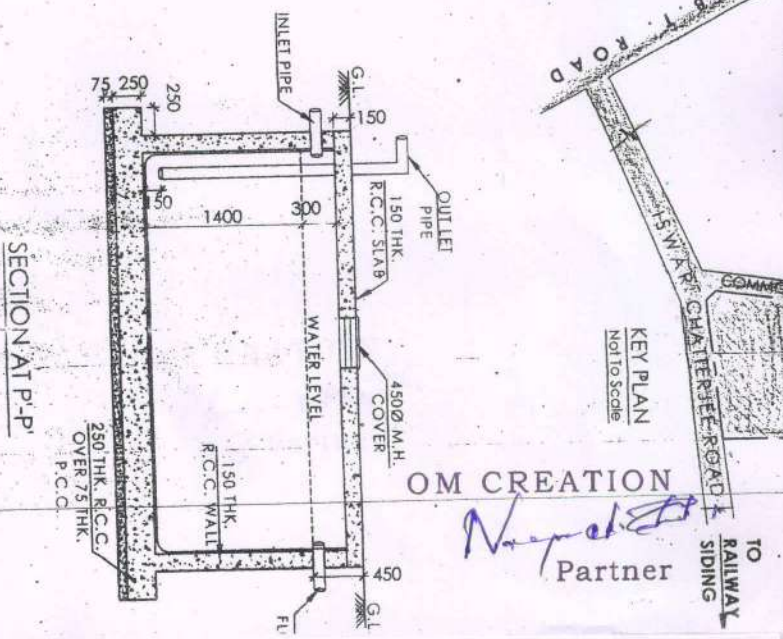 B. T. ROAD
ISWAR CHATTERJEE ROAD
TO
RAILWAY
SIDING
KEY PLAN
Not To Scale
OM CREATION
Partner
INLET PIPE
G.L
150
OUT LET
PIPE
150 THK.
R.C.C. SLAB
450Ø M.H.
COVER
G.L
450
300
WATER LEVEL
1400
150 THK.
R.C.C. WALL
250
250
75
250 THK. R.C.C.
OVER 75 THK.
P.C.C.
SECTION AT P'-P'